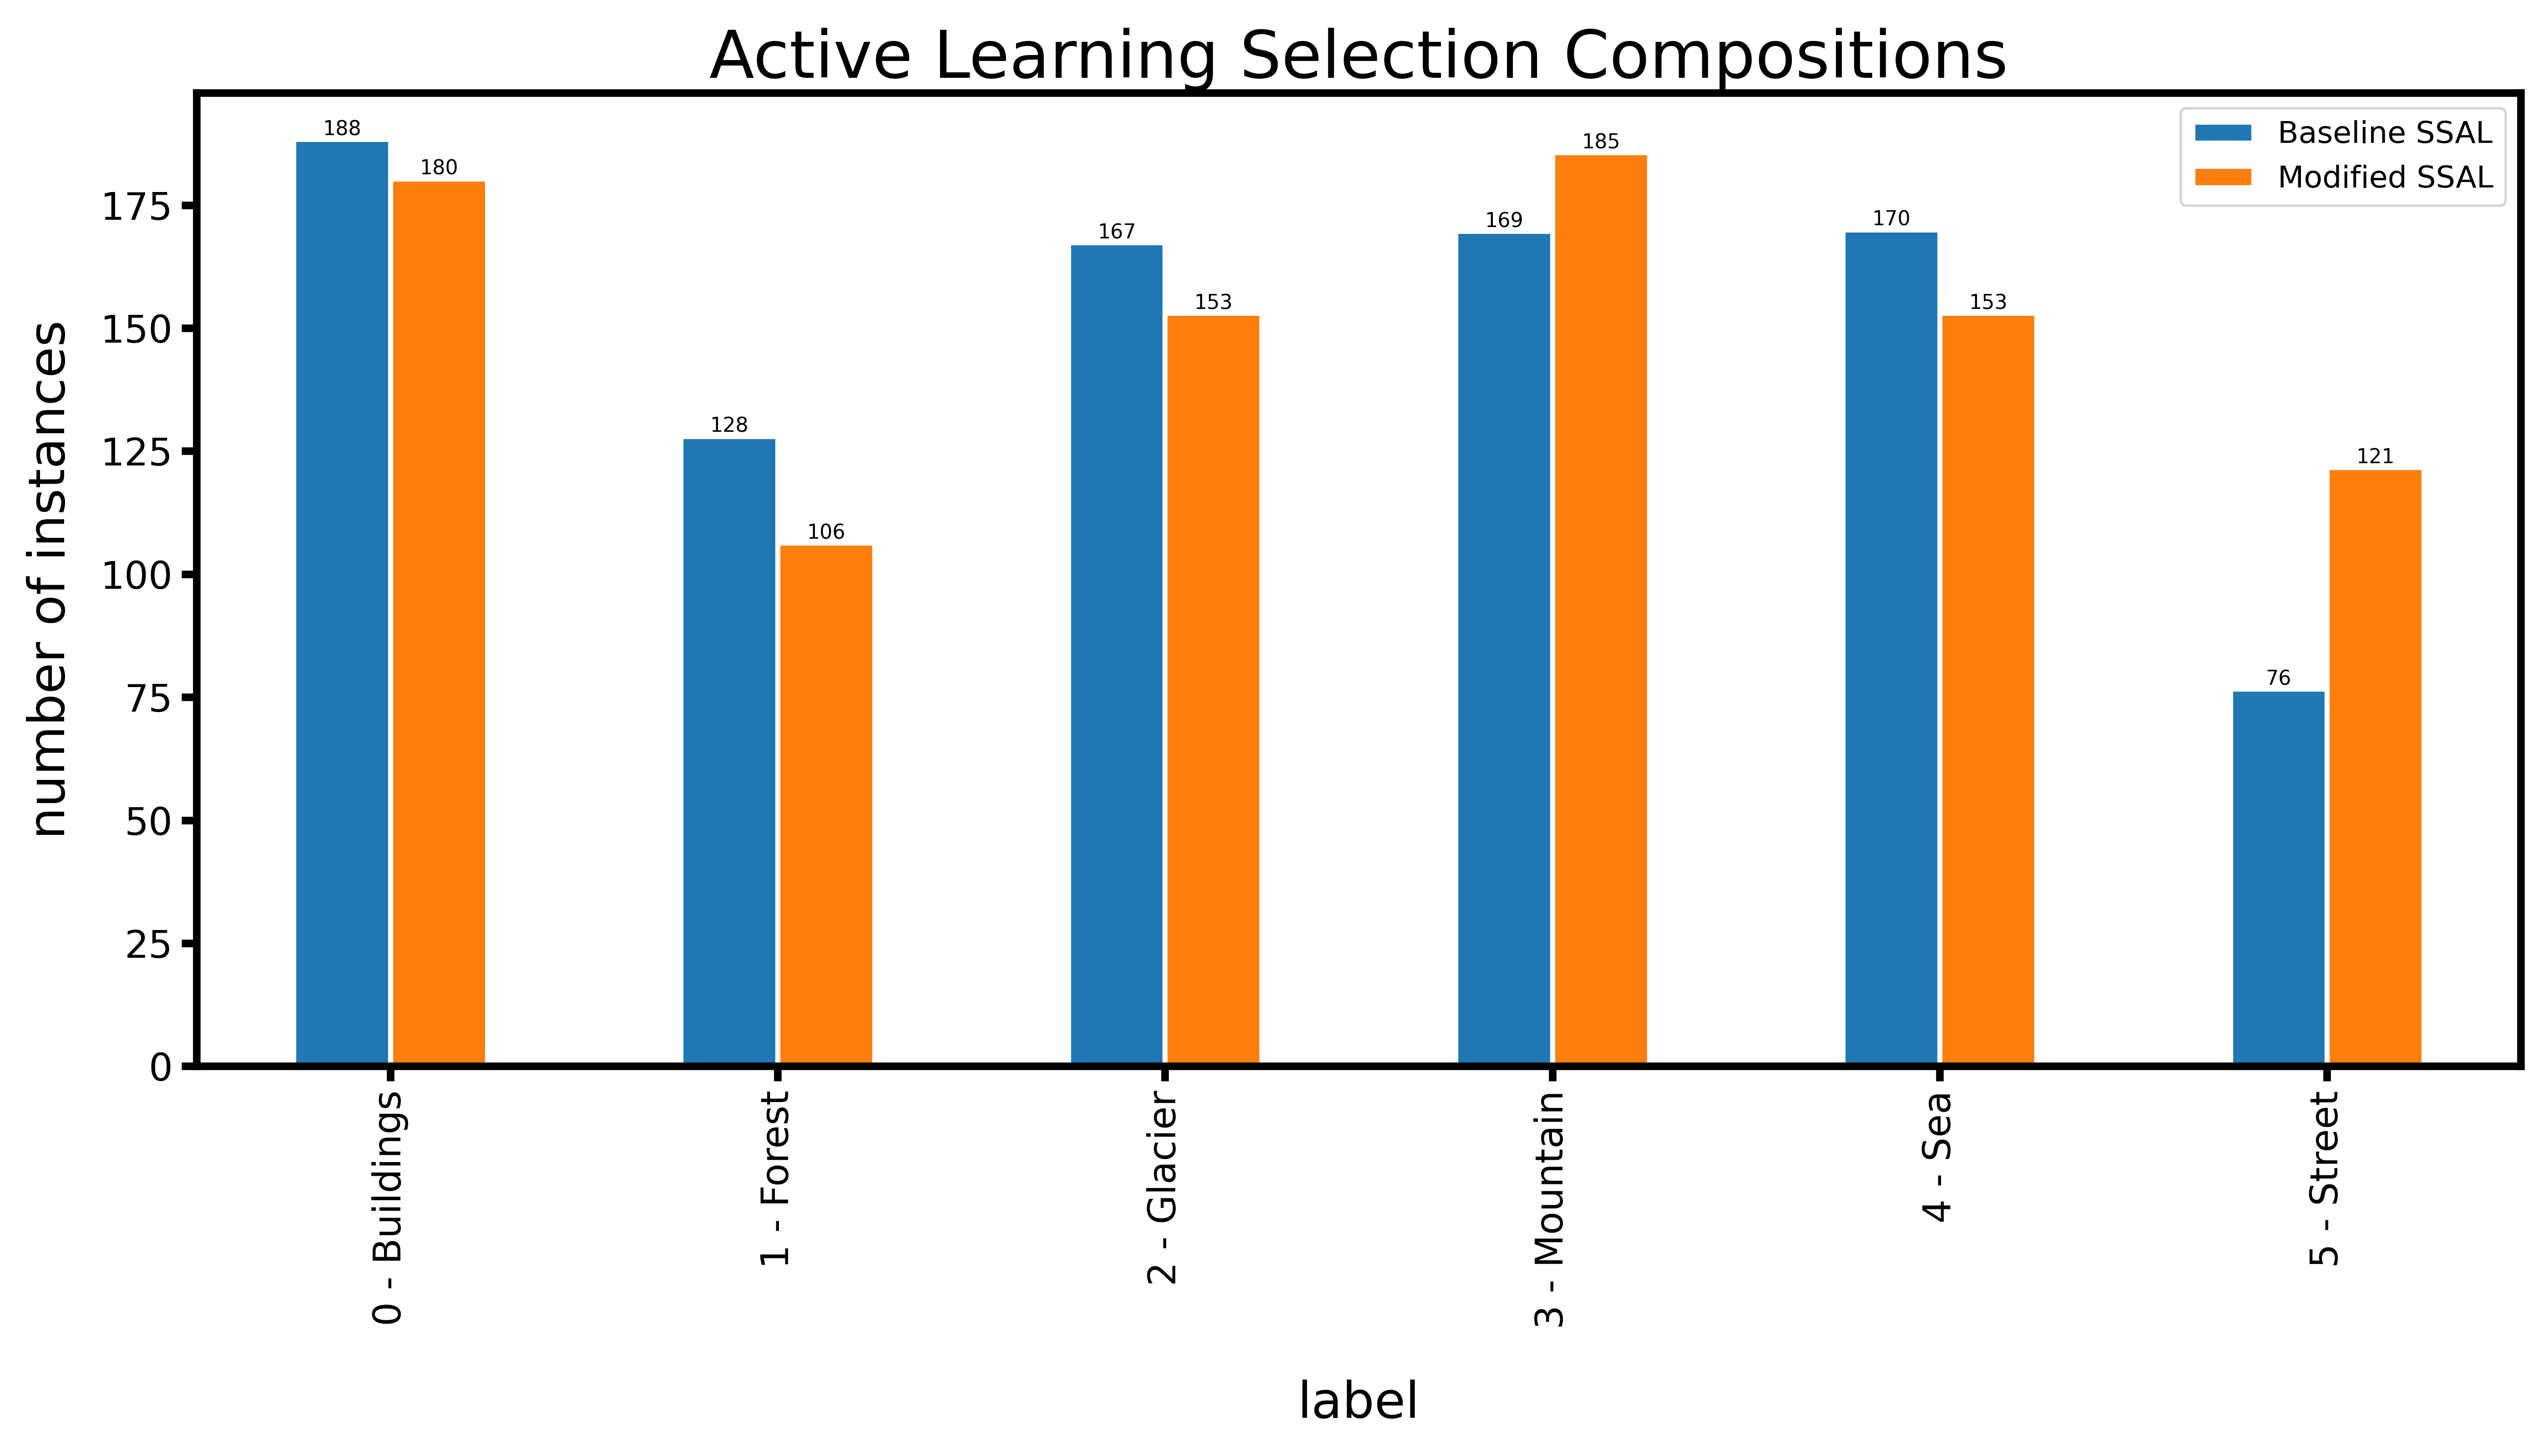 Active Learning Selection Compositions
Baseline SSAL
Modified SSAL
number of instances
175
150
125
100
75
50
25
0
188
180
128
106
167
153
169
185
170
153
76
121
0 - Buildings
1 - Forest
2 - Glacier
3 - Mountain
4 - Sea
5 - Street
label